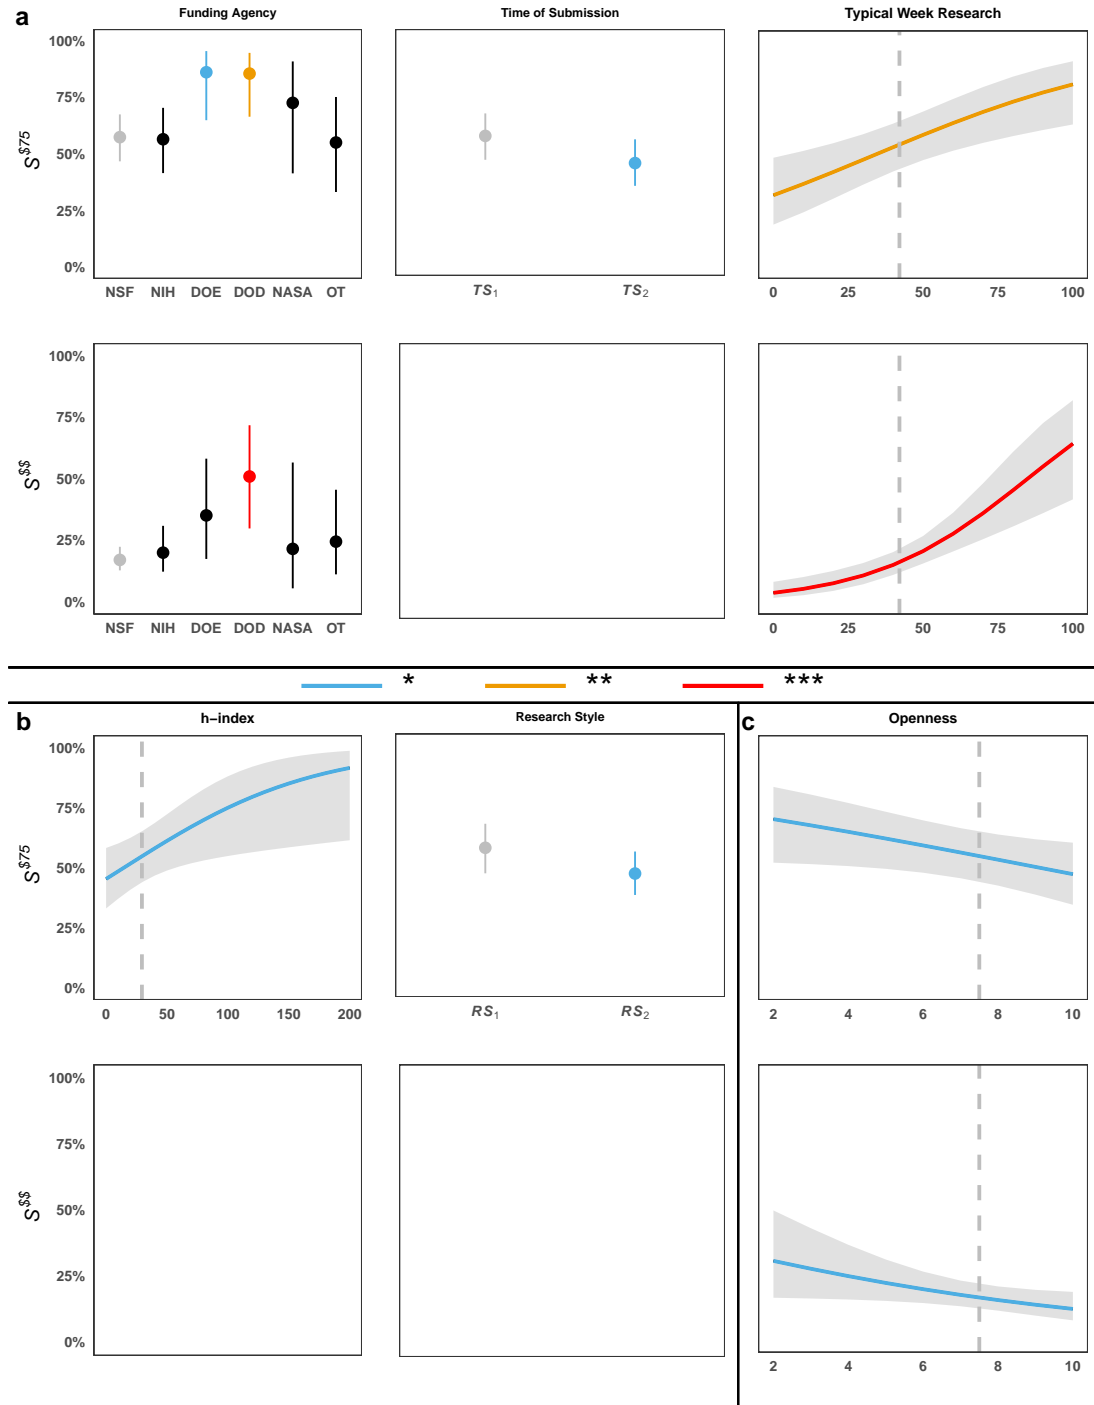 a
Funding Agency
Time of Submission
Typical Week Research
S$75
100%
75%
50%
25%
0%
NSF NIH DOE DOD NASA OT
TS1 TS2
0 25 50 75 100
S$$
100%
75%
50%
25%
0%
NSF NIH DOE DOD NASA OT
0 25 50 75 100
* ** ***
b
h−index
Research Style
c
Openness
S$75
100%
75%
50%
25%
0%
0 50 100 150 200
RS1 RS2
2 4 6 8 10
S$$
100%
75%
50%
25%
0%
2 4 6 8 10